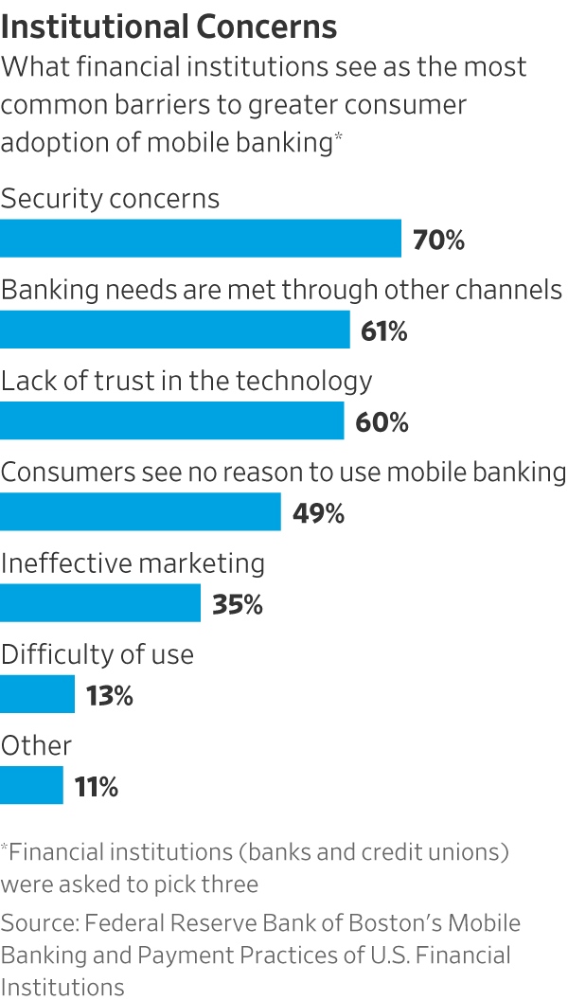 Institutional Concerns
What financial institutions see as the most
common barriers to greater consumer
adoption of mobile banking*
Security concerns
70%
Banking needs are met through other channels
61%
Lack of trust in the technology
60%
Consumers see no reason to use mobile banking
49%
Ineffective marketing
35%
Difficulty of use
13%
Other
11%
*Financial institutions (banks and credit unions)
were asked to pick three
Source: Federal Reserve Bank of Boston's Mobile
Banking and Payment Practices of U.S. Financial
Institutions